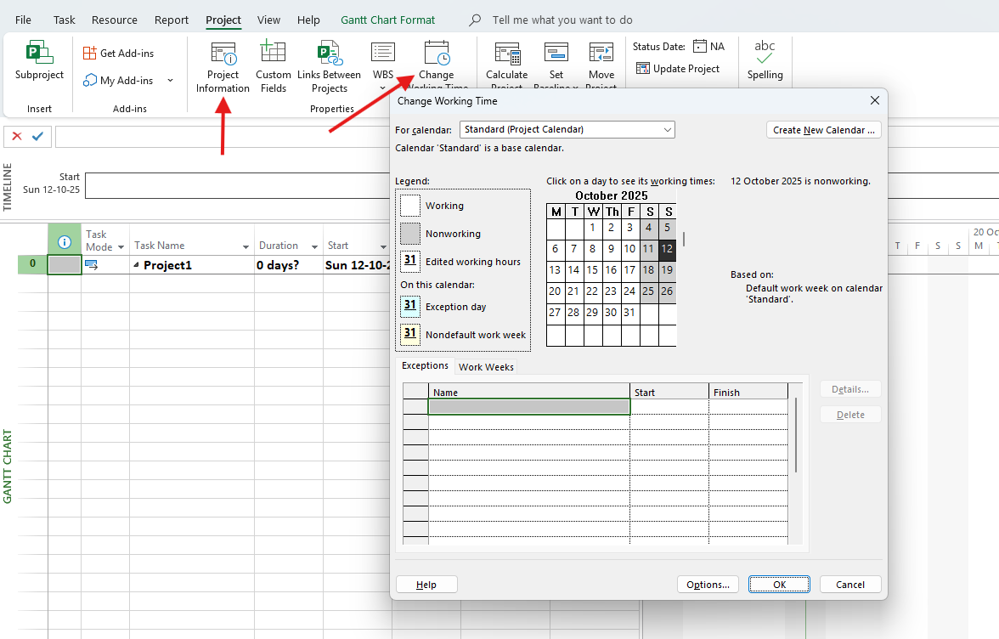 File Task Resource Report Project View Help Gantt Chart Format Tell me what you want to do
Subproject
Insert
Get Add-ins
My Add-ins
Add-ins
Project
Information
Custom
Fields
Links Between
Projects
WBS
Change
Working Time
Properties
Calculate
Project
Set
Baseline
Move
Project
Status Date: NA
Update Project
abc
Spelling
TIMELINE
Start
Sun 12-10-25
Task
Mode
Task Name
Duration
Start
0
Project1
0 days?
Sun 12-10-2
GANTT CHART
20 Oc
T F S S M T
Change Working Time
For calendar: Standard (Project Calendar)
Create New Calendar ...
Calendar 'Standard' is a base calendar.
Legend:
Working
Nonworking
31 Edited working hours
On this calendar:
31 Exception day
31 Nondefault work week
Click on a day to see its working times:
October 2025
M T W Th F S S
1 2 3 4 5
6 7 8 9 10 11 12
13 14 15 16 17 18 19
20 21 22 23 24 25 26
27 28 29 30 31
12 October 2025 is nonworking.
Based on:
Default work week on calendar
'Standard'.
Exceptions Work Weeks
Name Start Finish
Details...
Delete
Help
Options...
OK
Cancel